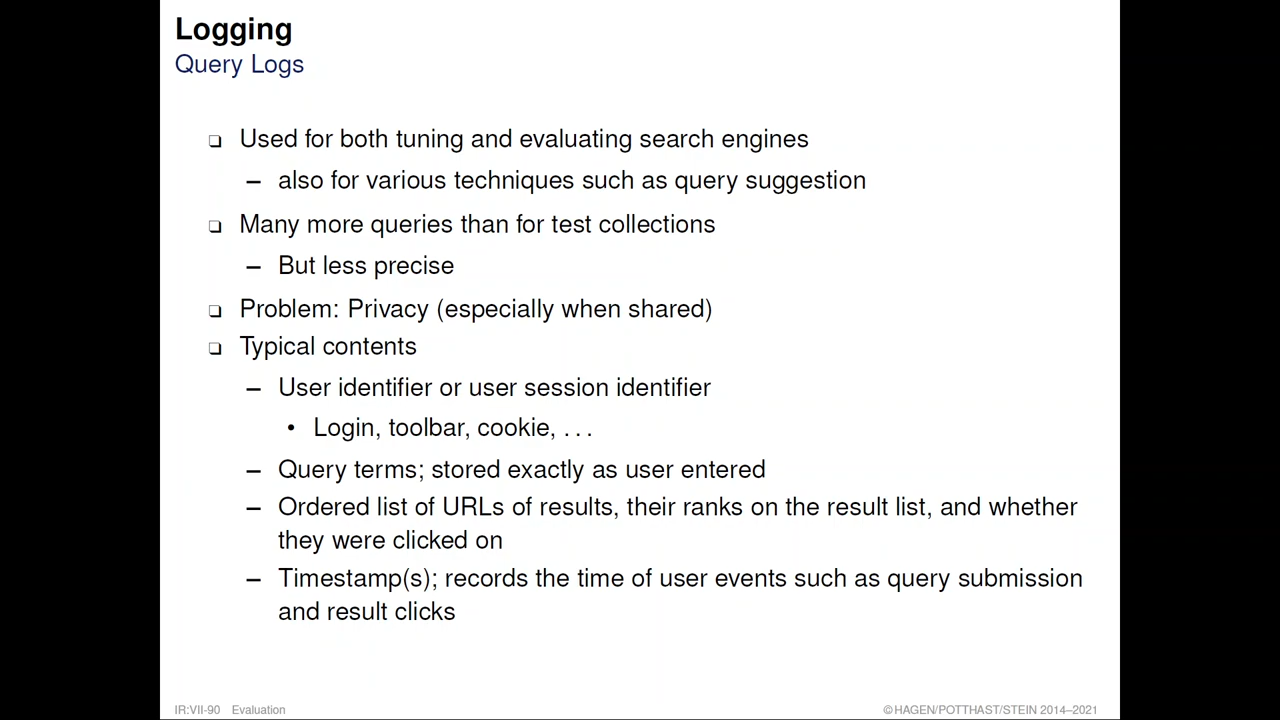 Logging
Query Logs
❏ Used for both tuning and evaluating search engines
– also for various techniques such as query suggestion
❏ Many more queries than for test collections
– But less precise
❏ Problem: Privacy (especially when shared)
❏ Typical contents
– User identifier or user session identifier
• Login, toolbar, cookie, . . .
– Query terms; stored exactly as user entered
– Ordered list of URLs of results, their ranks on the result list, and whether
they were clicked on
– Timestamp(s); records the time of user events such as query submission
and result clicks
IR:VII-90 Evaluation
©HAGEN/POTTHAST/STEIN 2014–2021